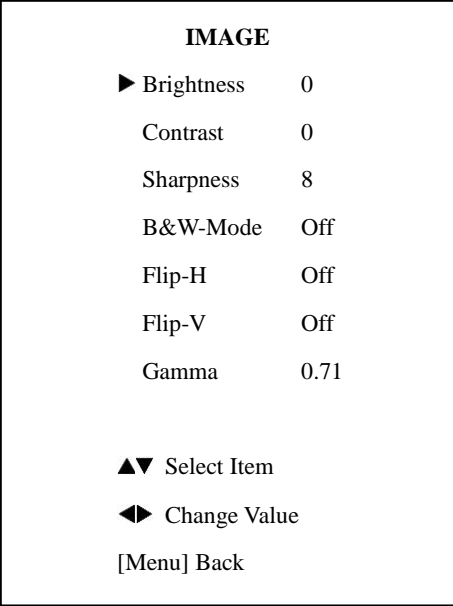 IMAGE
▶ Brightness 0
Contrast 0
Sharpness 8
B&W-Mode Off
Flip-H Off
Flip-V Off
Gamma 0.71
▲▼ Select Item
◀▶ Change Value
[Menu] Back